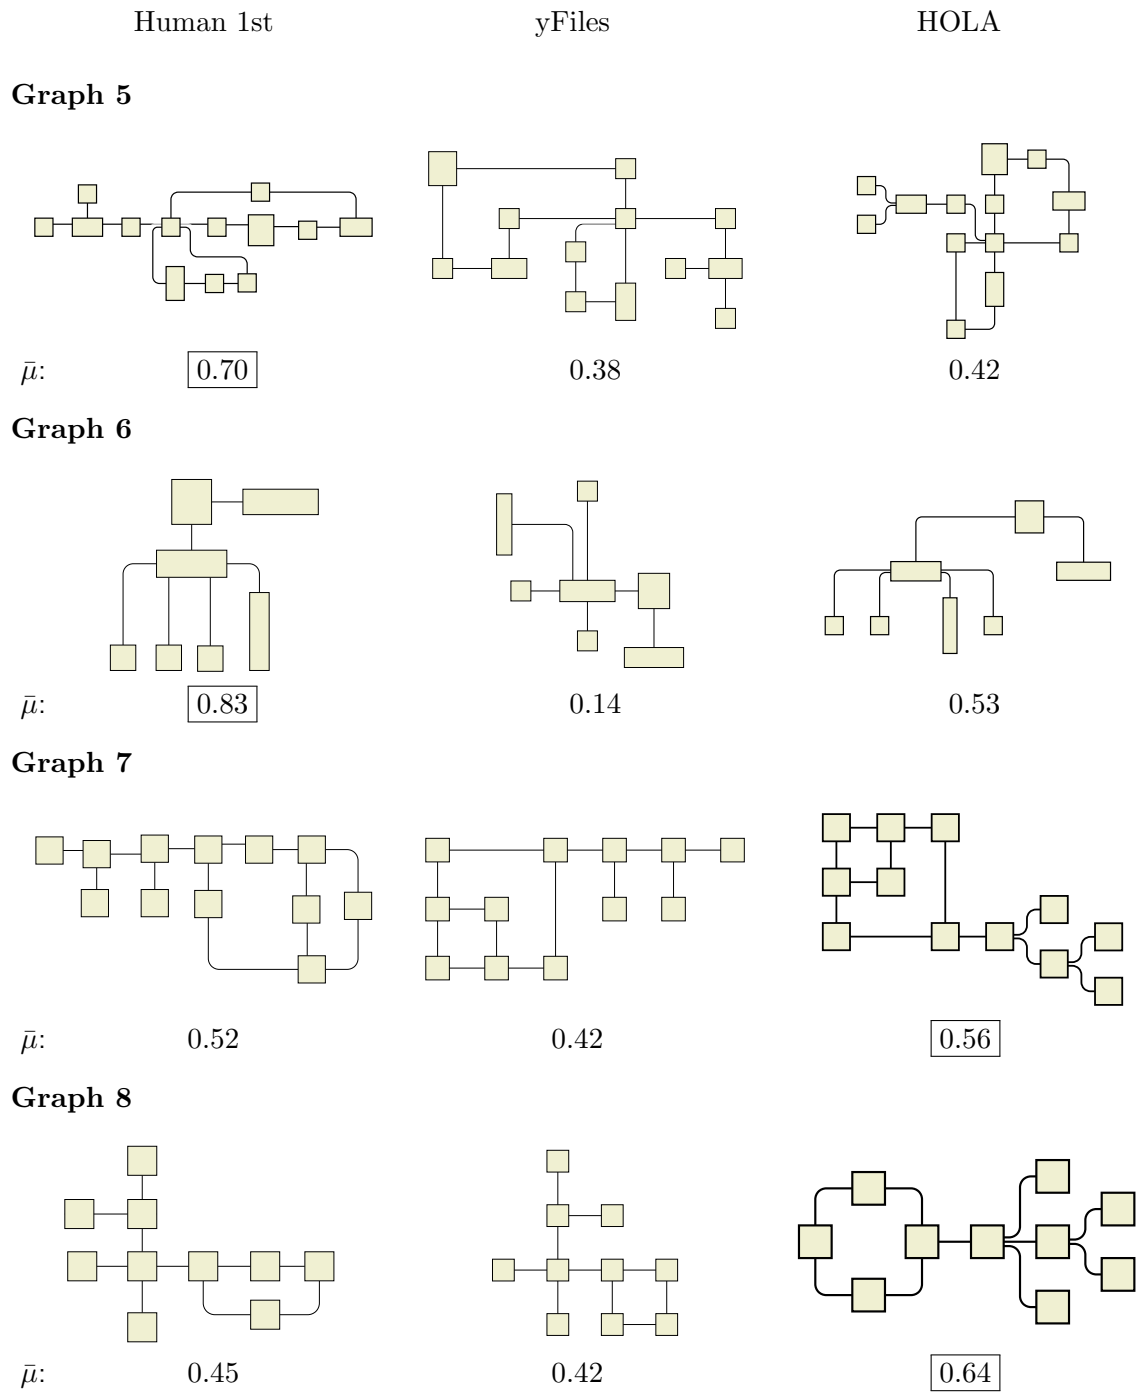 Human 1st yFiles HOLA
Graph 5
μ̄: 0.70 0.38 0.42
Graph 6
μ̄: 0.83 0.14 0.53
Graph 7
μ̄: 0.52 0.42 0.56
Graph 8
μ̄: 0.45 0.42 0.64